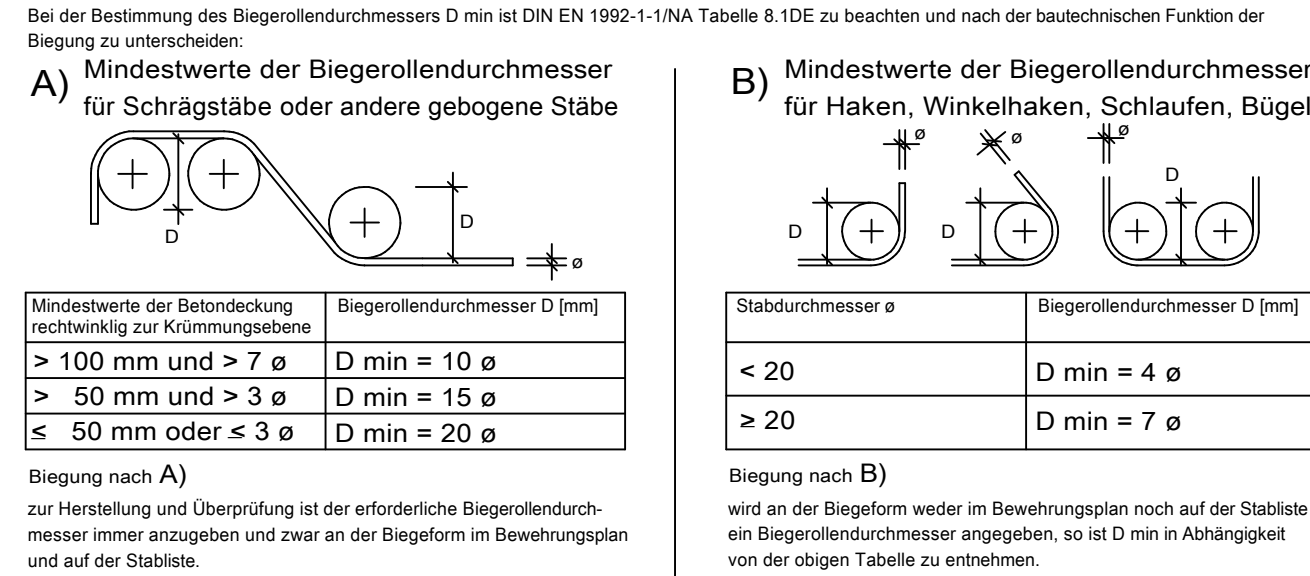 Bei der Bestimmung des Biegerollendurchmessers D min ist DIN EN 1992-1-1/NA Tabelle 8.1DE zu beachten und nach der bautechnischen Funktion der
Biegung zu unterscheiden:
A) Mindestwerte der Biegerollendurchmesser
für Schrägstäbe oder andere gebogene Stäbe
D
D
ø
Mindestwerte der Betondeckung
rechtwinklig zur Krümmungsebene
Biegerollendurchmesser D [mm]
> 100 mm und > 7 ø D min = 10 ø
> 50 mm und > 3 ø D min = 15 ø
≤ 50 mm oder ≤ 3 ø D min = 20 ø
Biegung nach A)
zur Herstellung und Überprüfung ist der erforderliche Biegerollendurch-
messer immer anzugeben und zwar an der Biegeform im Bewehrungsplan
und auf der Stabliste.
B) Mindestwerte der Biegerollendurchmesser
für Haken, Winkelhaken, Schlaufen, Bügel
ø ø ø
D D D
Stabdurchmesser ø Biegerollendurchmesser D [mm]
< 20 D min = 4 ø
≥ 20 D min = 7 ø
Biegung nach B)
wird an der Biegeform weder im Bewehrungsplan noch auf der Stabliste
ein Biegerollendurchmesser angegeben, so ist D min in Abhängigkeit
von der obigen Tabelle zu entnehmen.